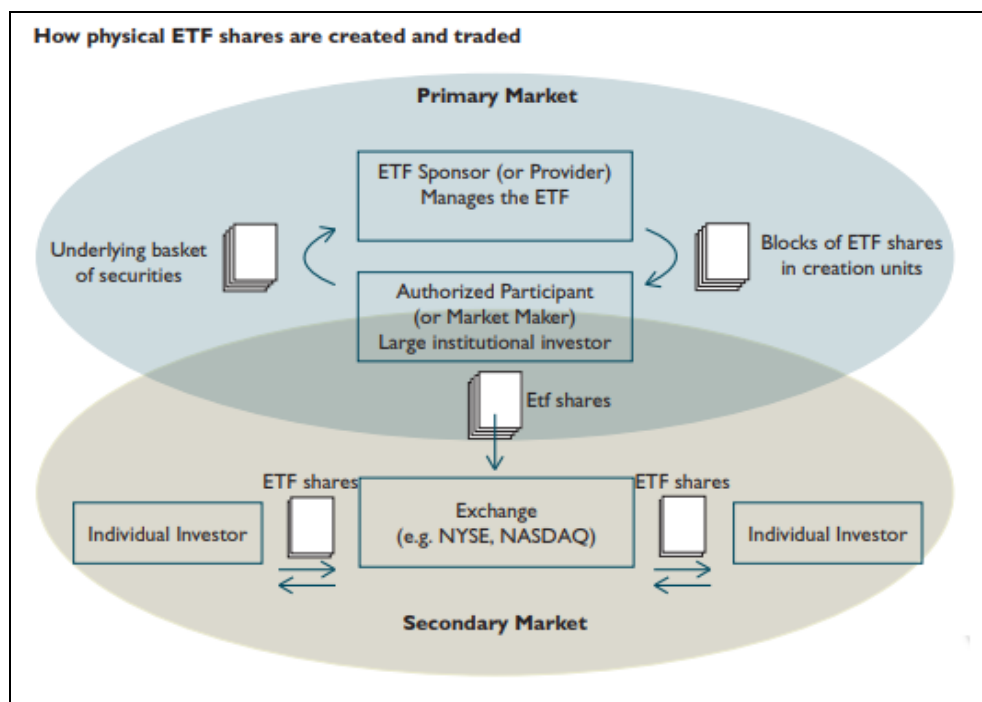 How physical ETF shares are created and traded
Primary Market
ETF Sponsor (or Provider)
Manages the ETF
Underlying basket
of securities
Blocks of ETF shares
in creation units
Authorized Participant
(or Market Maker)
Large institutional investor
Etf shares
ETF shares
ETF shares
Individual Investor
Exchange
(e.g. NYSE, NASDAQ)
Individual Investor
Secondary Market